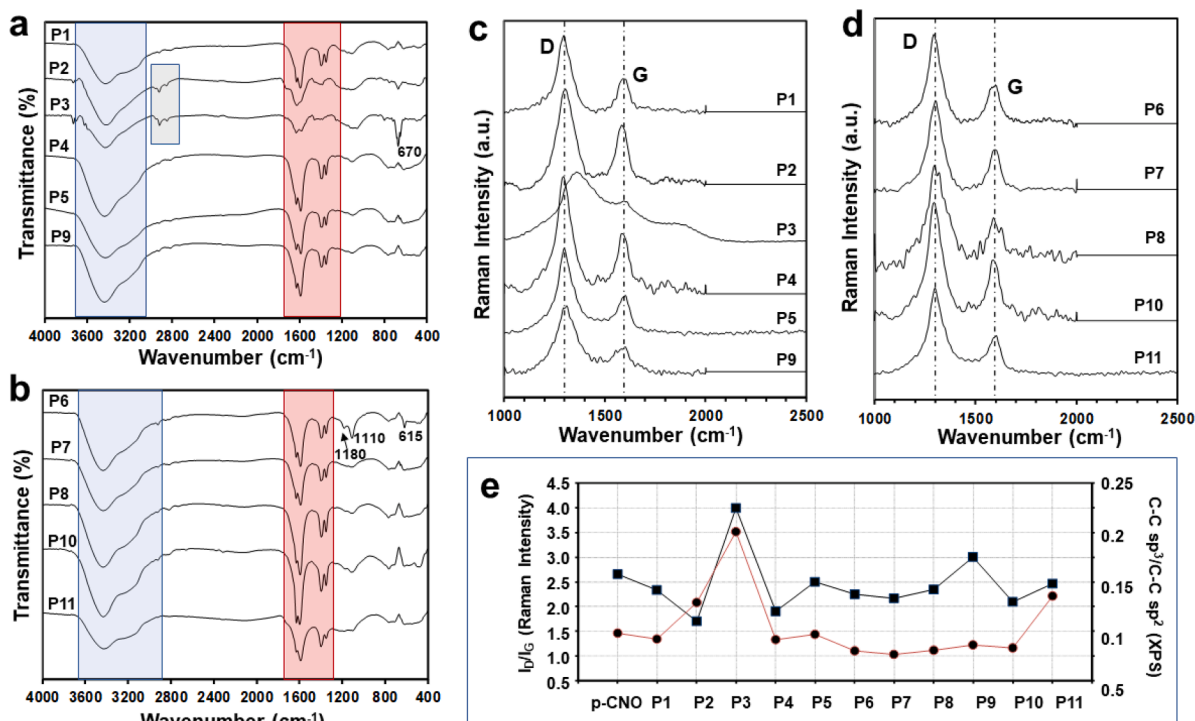 a
P1
P2
P3
P4
P5
P9
670
Transmittance (%)
4000 3600 3200 2800 2400 2000 1600 1200 800 400
Wavenumber (cm-1)
b
P6
P7
P8
P10
P11
1180
1110
615
Transmittance (%)
4000 3600 3200 2800 2400 2000 1600 1200 800 400
Wavenumber (cm-1)
c
D
G
P1
P2
P3
P4
P5
P9
Raman Intensity (a.u.)
1000 1500 2000 2500
Wavenumber (cm-1)
d
D
G
P6
P7
P8
P10
P11
Raman Intensity (a.u.)
1000 1500 2000 2500
Wavenumber (cm-1)
e
ID/IG (Raman Intensity)
4.5
4.0
3.5
3.0
2.5
2.0
1.5
1.0
0.5
p-CNO P1 P2 P3 P4 P5 P6 P7 P8 P9 P10 P11
0.25
0.2
0.15
0.1
0.5
C-C sp3/C-C sp2 (XPS)